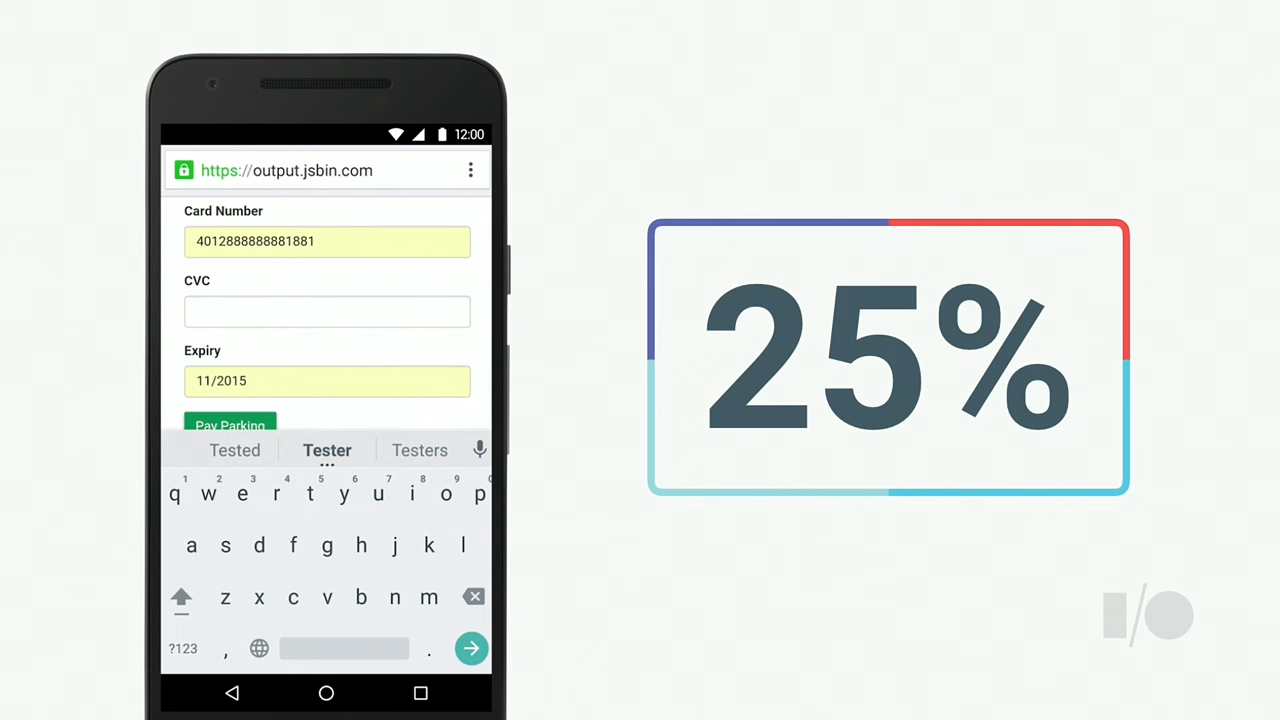 12:00
https://output.jsbin.com
Card Number
4012888888881881
CVC
Expiry
11/2015
Pay Parking
Tested Tester Testers
1 2 3 4 5 6 7 8 9 0
q w e r t y u i o p
a s d f g h j k l
z x c v b n m
?123 , .
25%
I/O